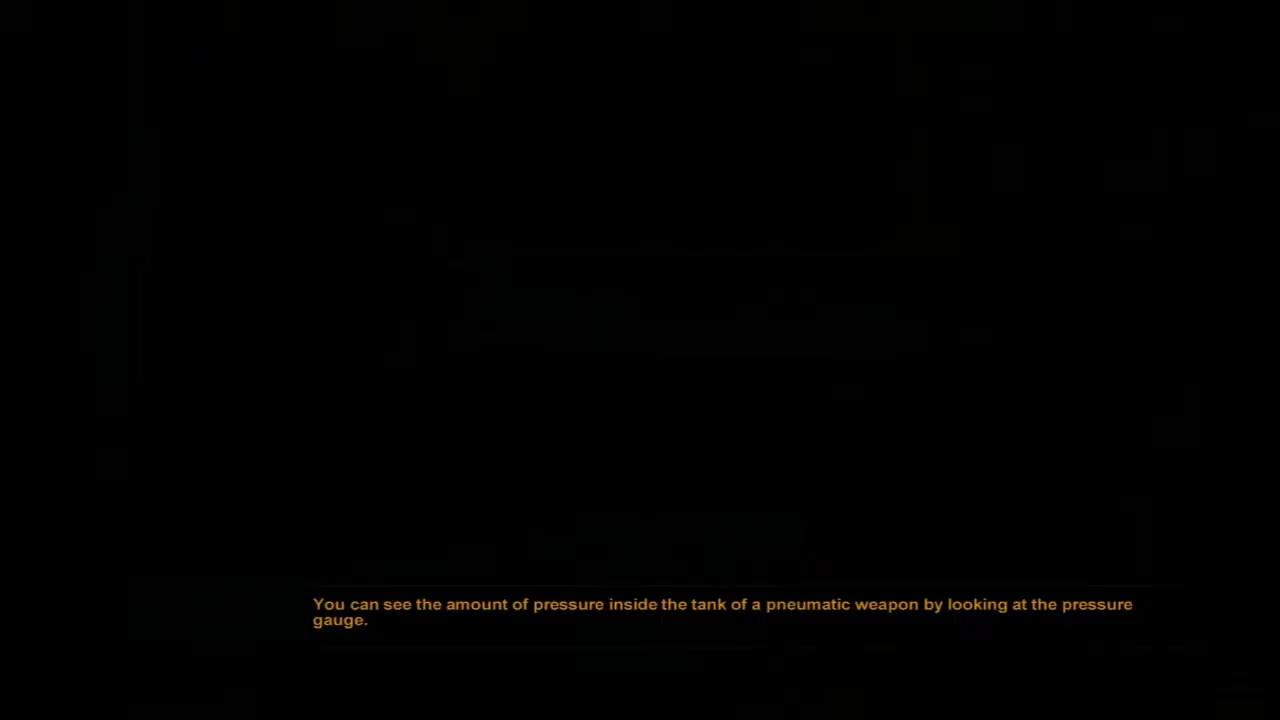 You can see the amount of pressure inside the tank of a pneumatic weapon by looking at the pressure
gauge.